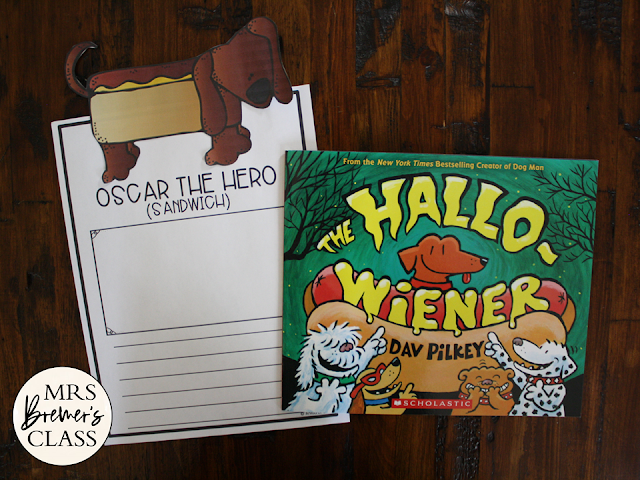 OSCAR THE HERO
(SANDWICH)
From the New York Times Bestselling Creator of Dog Man
THE HALLO-
WIENER
DAV PILKEY
SCHOLASTIC
MRS
Bremer's
CLASS